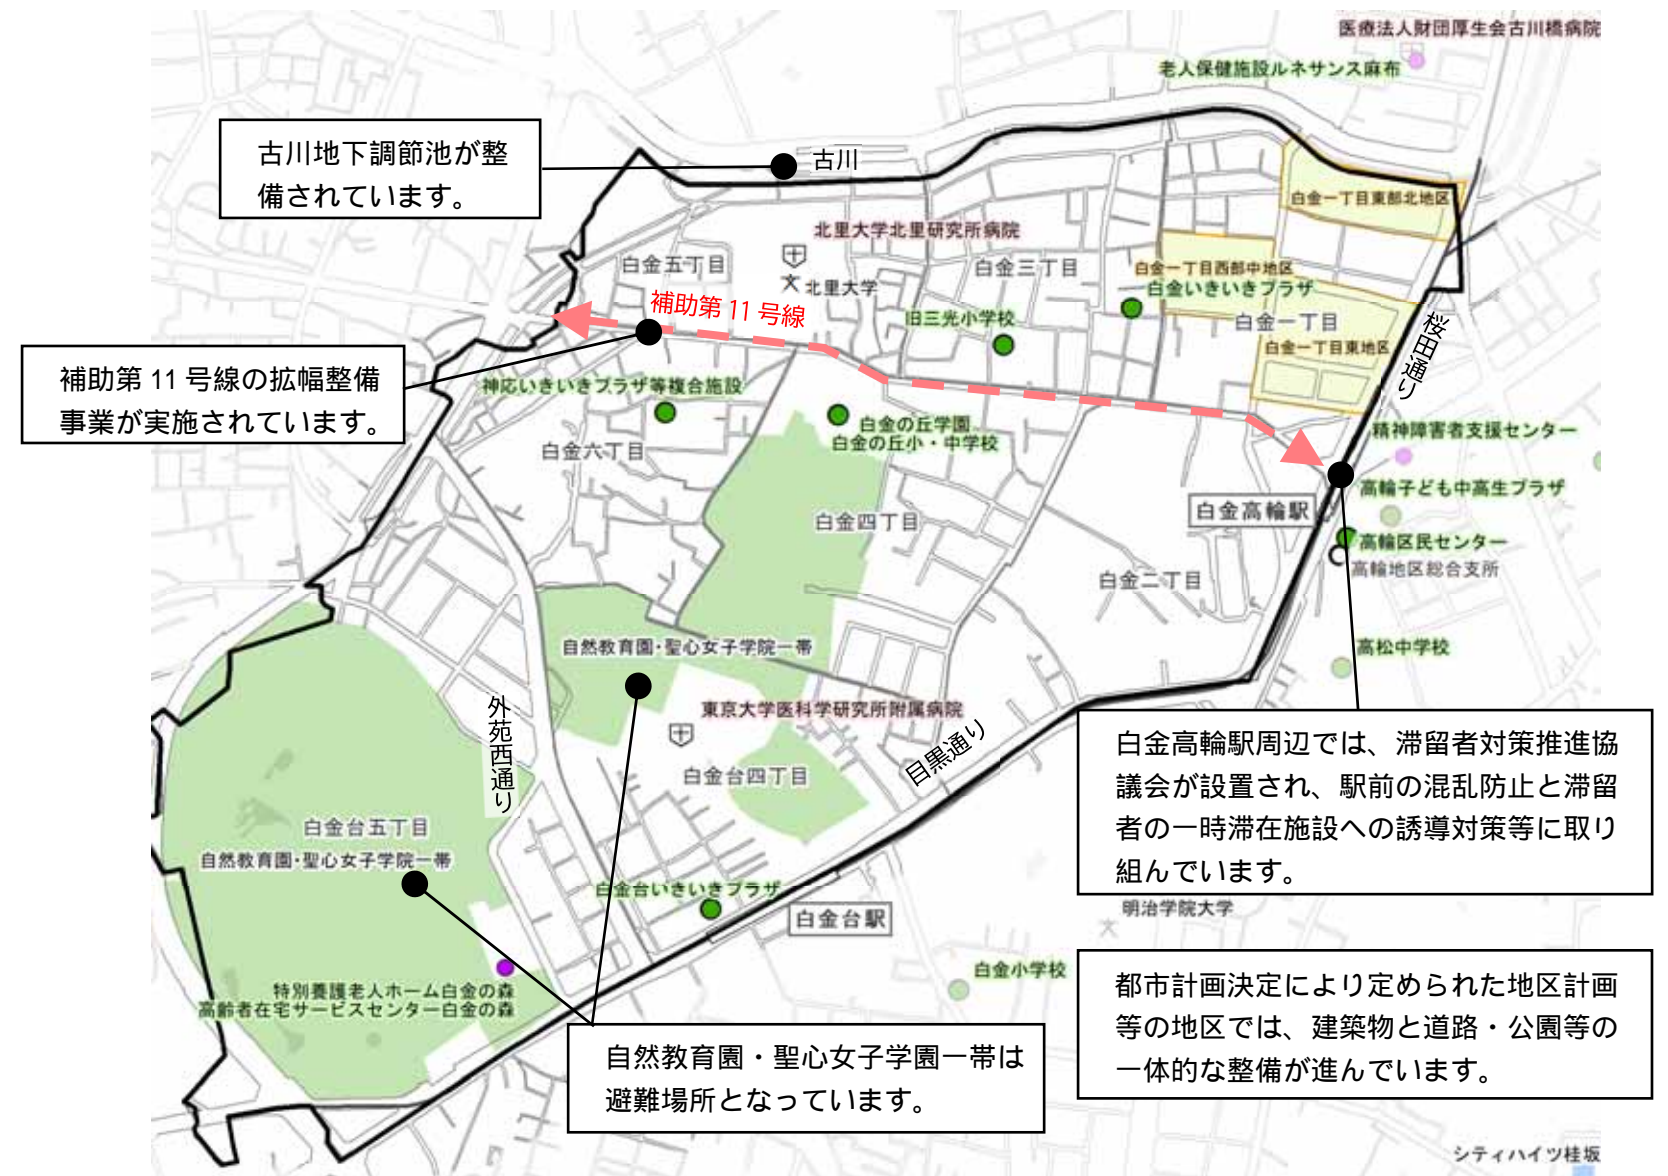 医療法人財団厚生会古川橋病院
老人保健施設ルネサンス麻布
古川地下調節池が整
備されています。
古川
白金一丁目東部北地区
北里大学北里研究所病院
白金五丁目
白金三丁目
白金一丁目西部中地区
北里大学
白金いきいきプラザ
補助第 11 号線
旧三光小学校
白金一丁目
桜田通り
白金一丁目東地区
補助第 11 号線の拡幅整備
事業が実施されています。
神応いきいきプラザ等複合施設
白金の丘学園
白金の丘小・中学校
精神障害者支援センター
白金六丁目
高輪子ども中高生プラザ
白金四丁目
白金高輪駅
高輪区民センター
高輪地区総合支所
白金二丁目
自然教育園・聖心女子学院一帯
高松中学校
外苑西通り
東京大学医科学研究所附属病院
目黒通り
白金台四丁目
白金高輪駅周辺では、滞留者対策推進協
議会が設置され、駅前の混乱防止と滞留
者の一時滞在施設への誘導対策等に取り
組んでいます。
白金台五丁目
自然教育園・聖心女子学院一帯
白金台いきいきプラザ
白金台駅
明治学院大学
白金小学校
特別養護老人ホーム白金の森
高齢者在宅サービスセンター白金の森
都市計画決定により定められた地区計画
等の地区では、建築物と道路・公園等の
一体的な整備が進んでいます。
自然教育園・聖心女子学園一帯は
避難場所となっています。
シティハイツ桂坂